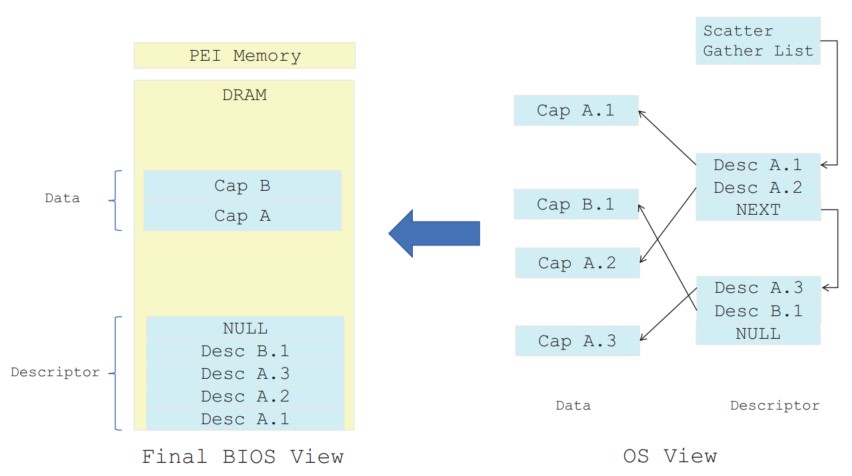 PEI Memory
DRAM
Data
Cap B
Cap A
Descriptor
NULL
Desc B.1
Desc A.3
Desc A.2
Desc A.1
Final BIOS View
Scatter
Gather List
Cap A.1
Cap B.1
Cap A.2
Cap A.3
Desc A.1
Desc A.2
NEXT
Desc A.3
Desc B.1
NULL
Data
Descriptor
OS View